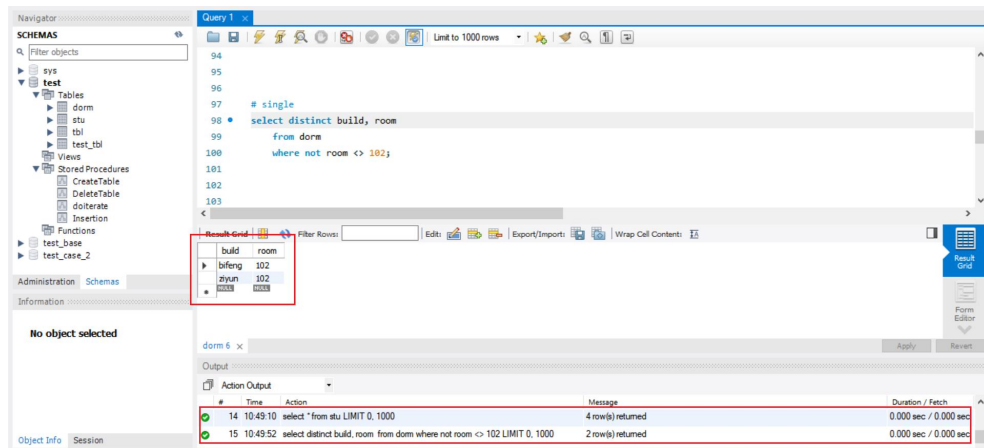 Navigator
SCHEMAS
Filter objects
sys
test
Tables
dorm
stu
tbl
test_tbl
Views
Stored Procedures
CreateTable
DeleteTable
doiterate
Insertion
Functions
test_base
test_case_2
Administration Schemas
Information
No object selected
Object Info Session
Query 1
Limit to 1000 rows
94
95
96
97 # single
98 select distinct build, room
99 from dorm
100 where not room <> 102;
101
102
103
Result Grid Filter Rows: Edit: Export/Import: Wrap Cell Content:
build room
bifeng 102
ziyun 102
NULL NULL
Result Grid
Form Editor
dorm 6 Apply Revert
Output
Action Output
# Time Action Message Duration / Fetch
14 10:49:10 select * from stu LIMIT 0, 1000 4 row(s) returned 0.000 sec / 0.000 sec
15 10:49:52 select distinct build, room from dorm where not room <> 102 LIMIT 0, 1000 2 row(s) returned 0.000 sec / 0.000 sec